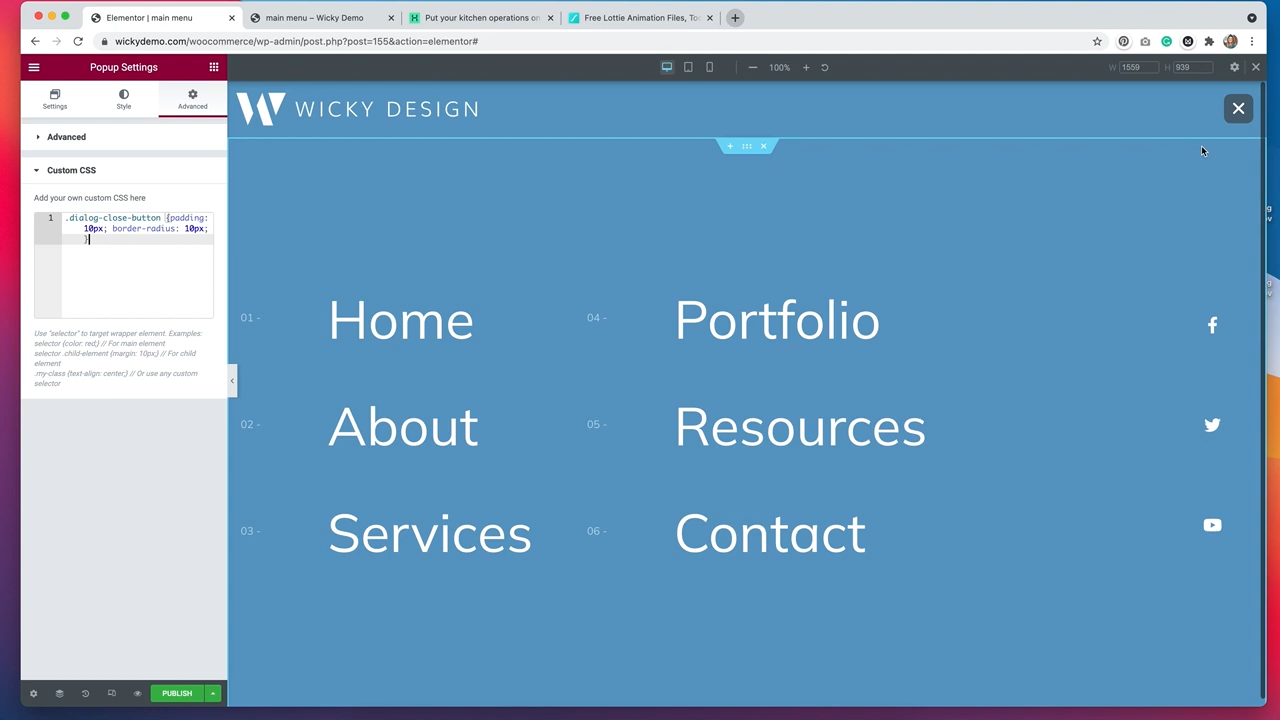 Elementor | main menu
main menu – Wicky Demo
Put your kitchen operations on
Free Lottie Animation Files, Too
wickydemo.com/woocommerce/wp-admin/post.php?post=155&action=elementor#
Popup Settings
100%
W 1559
H 939
Settings
Style
Advanced
Advanced
Custom CSS
Add your own custom CSS here
1
.dialog-close-button {padding:
10px; border-radius: 10px;
}
Use "selector" to target wrapper element. Examples:
selector {color: red;} // For main element
selector .child-element {margin: 10px;} // For child
element
.my-class {text-align: center;} // Or use any custom
selector
PUBLISH
W WICKY DESIGN
01 - Home
04 - Portfolio
02 - About
05 - Resources
03 - Services
06 - Contact